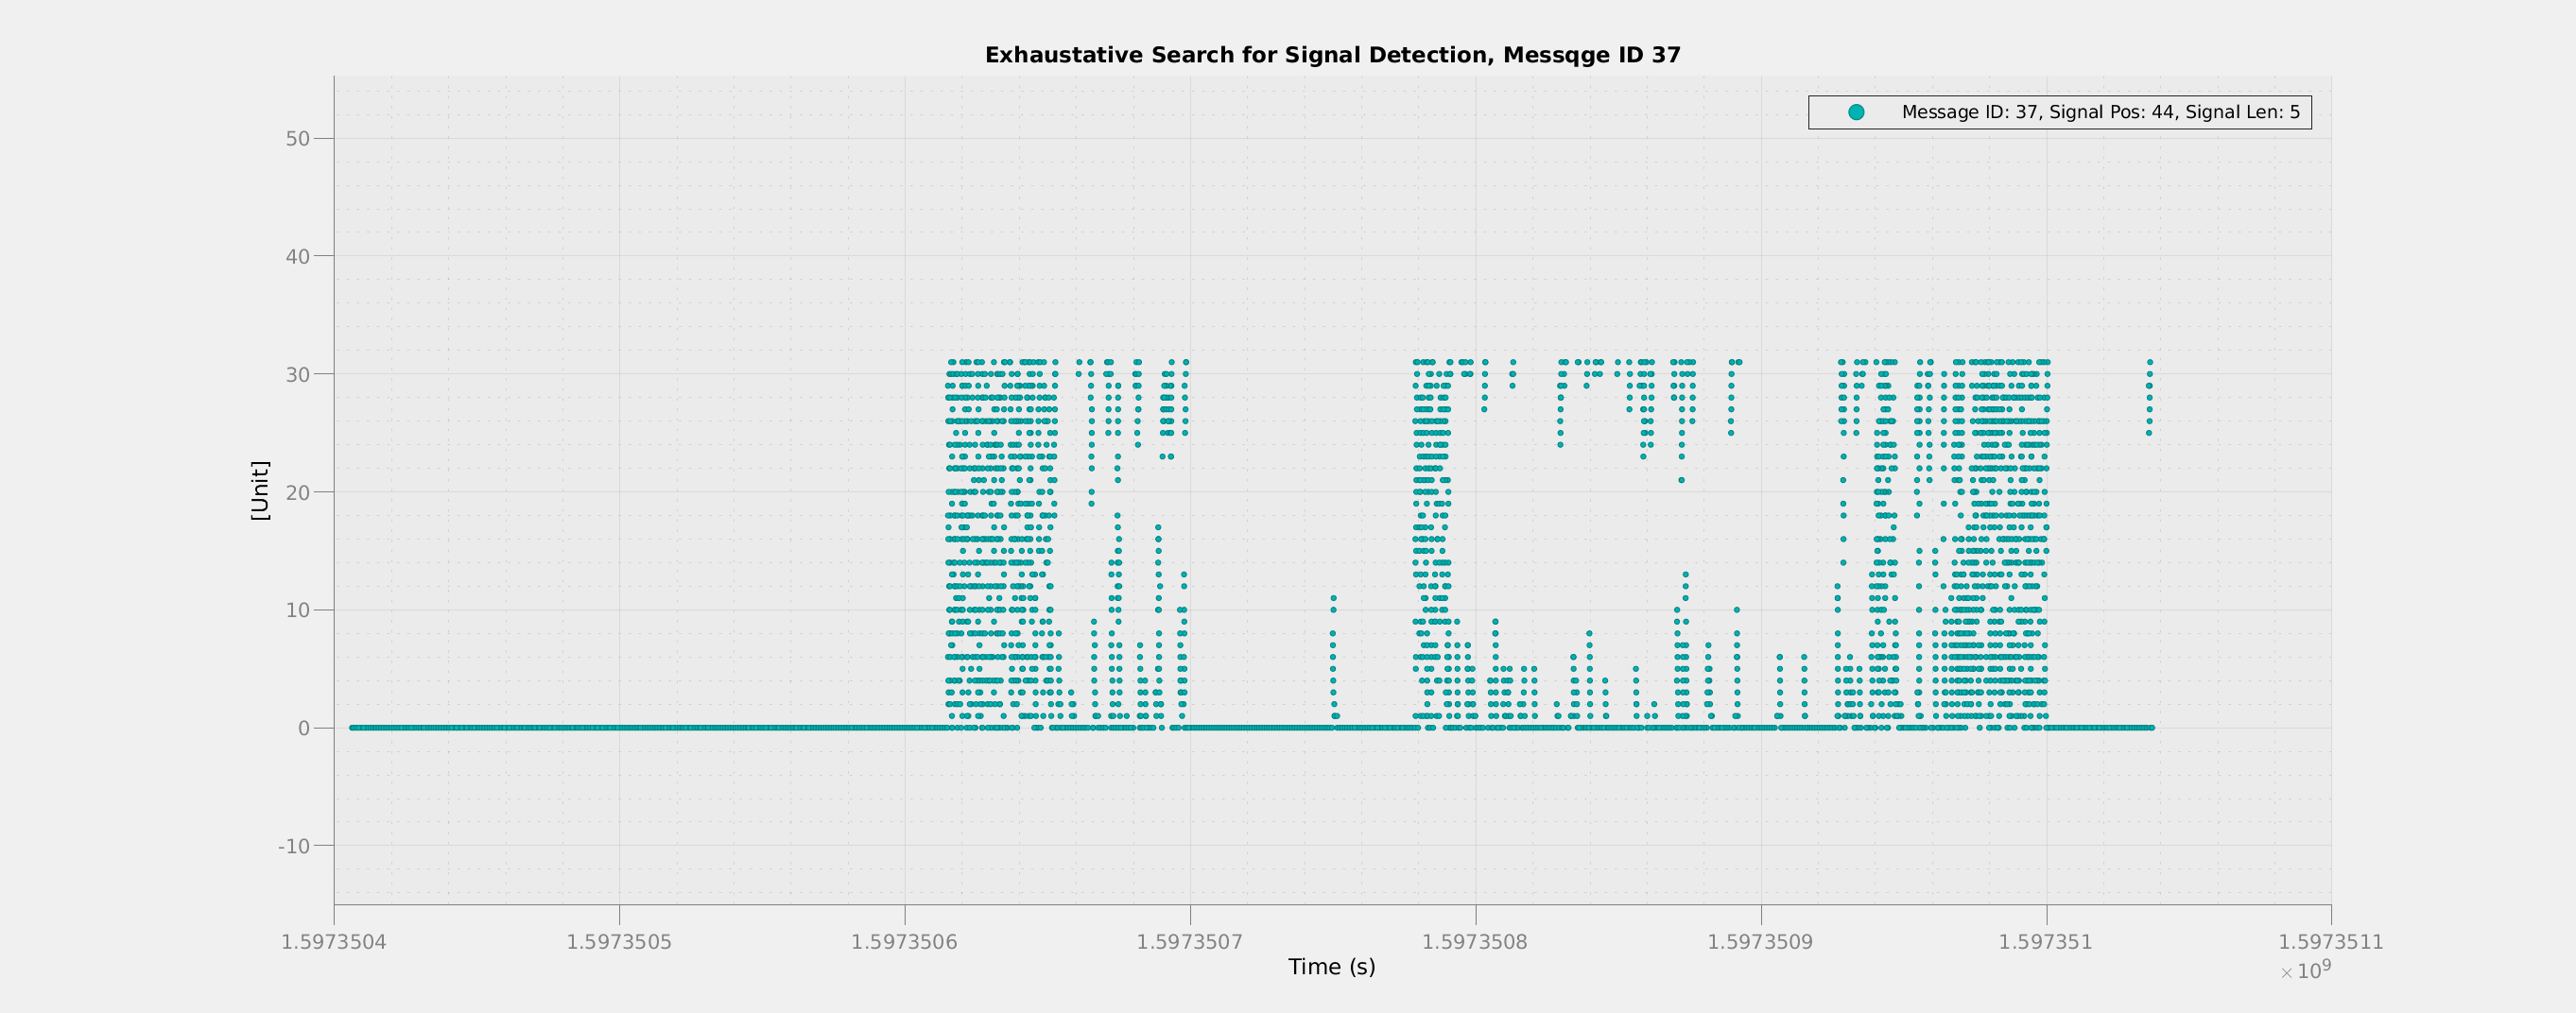 Exhaustative Search for Signal Detection, Messqge ID 37
Message ID: 37, Signal Pos: 44, Signal Len: 5
50
40
30
20
10
0
-10
[Unit]
1.5973504 1.5973505 1.5973506 1.5973507 1.5973508 1.5973509 1.597351 1.5973511
Time (s)
× 10⁹